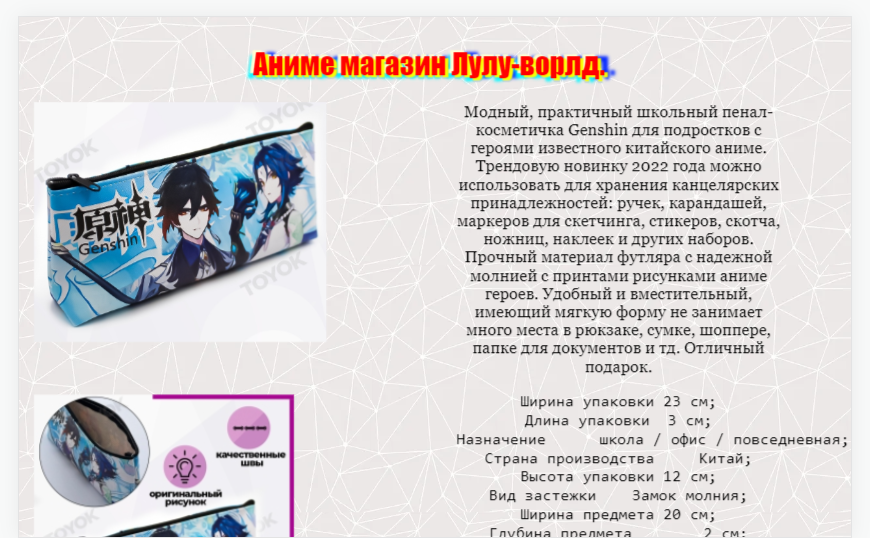 Аниме магазин Лулу-ворлд.
Модный, практичный школьный пенал-
косметичка Genshin для подростков с
героями известного китайского аниме.
Трендовую новинку 2022 года можно
использовать для хранения канцелярских
принадлежностей: ручек, карандашей,
маркеров для скетчинга, стикеров, скотча,
ножниц, наклеек и других наборов.
Прочный материал футляра с надежной
молнией с принтами рисунками аниме
героев. Удобный и вместительный,
имеющий мягкую форму не занимает
много места в рюкзаке, сумке, шоппере,
папке для документов и тд. Отличный
подарок.
TOYOK
TOYOK
原神
Genshin
TOYOK
Ширина упаковки 23 см;
Длина упаковки 3 см;
Назначение школа / офис / повседневная;
Страна производства Китай;
Высота упаковки 12 см;
Вид застежки Замок молния;
Ширина предмета 20 см;
Глубина предмета 2 см;
качественные
швы
оригинальный
рисунок
TOYOK